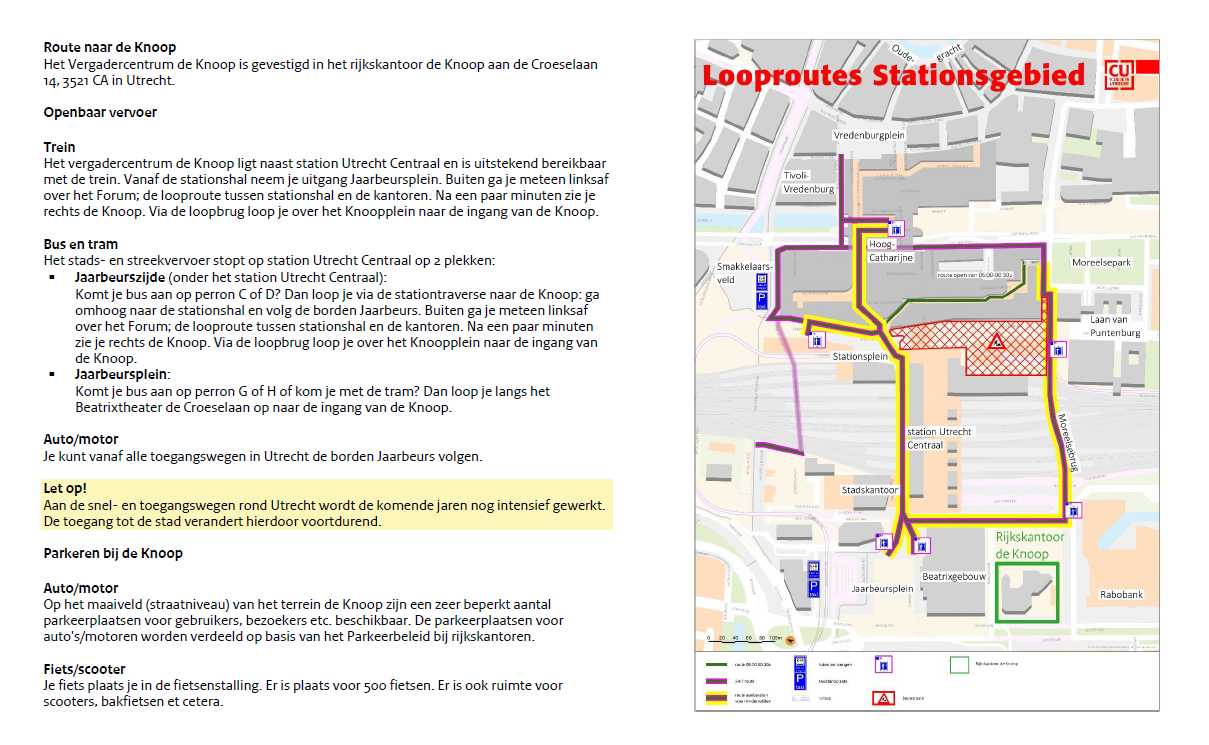 Route naar de Knoop
Het Vergadercentrum de Knoop is gevestigd in het rijkskantoor de Knoop aan de Croeselaan
14, 3521 CA in Utrecht.
Openbaar vervoer
Trein
Het vergadercentrum de Knoop ligt naast station Utrecht Centraal en is uitstekend bereikbaar
met de trein. Vanaf de stationshal neem je uitgang Jaarbeursplein. Buiten ga je meteen linksaf
over het Forum; de looproute tussen stationshal en de kantoren. Na een paar minuten zie je
rechts de Knoop. Via de loopbrug loop je over het Knoopplein naar de ingang van de Knoop.
Bus en tram
Het stads- en streekvervoer stopt op station Utrecht Centraal op 2 plekken:
▪ Jaarbeurszijde (onder het station Utrecht Centraal):
Komt je bus aan op perron C of D? Dan loop je via de stationtraverse naar de Knoop: ga
omhoog naar de stationshal en volg de borden Jaarbeurs. Buiten ga je meteen linksaf
over het Forum; de looproute tussen stationshal en de kantoren. Na een paar minuten
zie je rechts de Knoop. Via de loopbrug loop je over het Knoopplein naar de ingang van
de Knoop.
▪ Jaarbeursplein:
Komt je bus aan op perron G of H of kom je met de tram? Dan loop je langs het
Beatrixtheater de Croeselaan op naar de ingang van de Knoop.
Auto/motor
Je kunt vanaf alle toegangswegen in Utrecht de borden Jaarbeurs volgen.
Let op!
Aan de snel- en toegangswegen rond Utrecht wordt de komende jaren nog intensief gewerkt.
De toegang tot de stad verandert hierdoor voortdurend.
Parkeren bij de Knoop
Auto/motor
Op het maaiveld (straatniveau) van het terrein de Knoop zijn een zeer beperkt aantal
parkeerplaatsen voor gebruikers, bezoekers etc. beschikbaar. De parkeerplaatsen voor
auto's/motoren worden verdeeld op basis van het Parkeerbeleid bij rijkskantoren.
Fiets/scooter
Je fiets plaats je in de fietsenstalling. Er is plaats voor 500 fietsen. Er is ook ruimte voor
scooters, bakfietsen et cetera.
Oude-
gracht
Looproutes Stationsgebied
CU
Vredenburgplein
Tivoli-
Vredenburg
Hoog-
Catharijne
Smakkelaars-
veld
P
route open van 06.00-00.30u
Moreelsepark
Laan van
Puntenburg
Stationsplein
station Utrecht
Centraal
Moreelsebrug
Stadskantoor
Rijkskantoor
de Knoop
Jaarbeursplein
Beatrixgebouw
P
Rabobank
0 20 40 60 80 100m
24/7 route
Rijkskantoor de Knoop